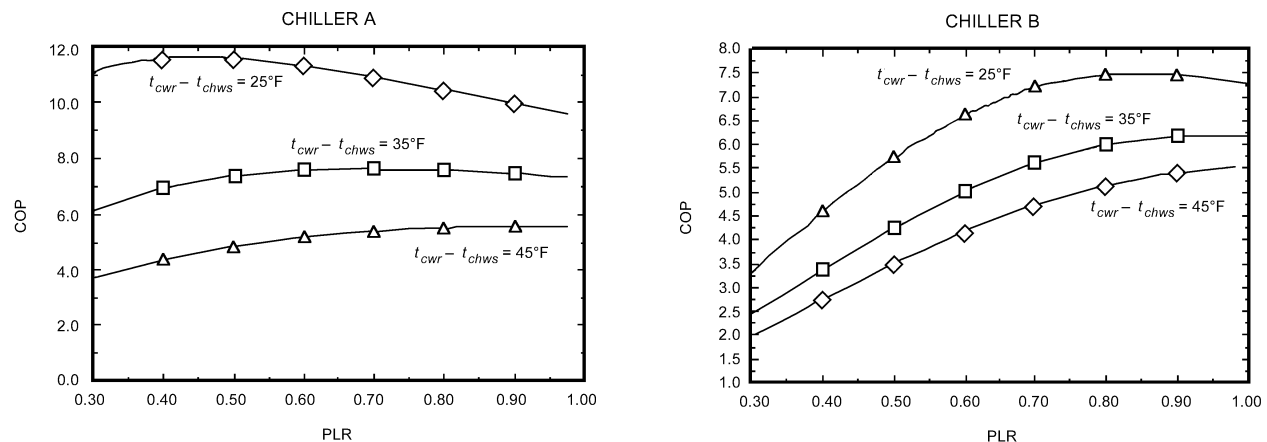 CHILLER A
12.0
10.0
8.0
6.0
4.0
2.0
0.0
COP
t_cwr – t_chws = 25°F
t_cwr – t_chws = 35°F
t_cwr – t_chws = 45°F
0.30 0.40 0.50 0.60 0.70 0.80 0.90 1.00
PLR
CHILLER B
8.0
7.5
7.0
6.5
6.0
5.5
5.0
4.5
4.0
3.5
3.0
2.5
2.0
1.5
1.0
COP
t_cwr – t_chws = 25°F
t_cwr – t_chws = 35°F
t_cwr – t_chws = 45°F
0.30 0.40 0.50 0.60 0.70 0.80 0.90 1.00
PLR